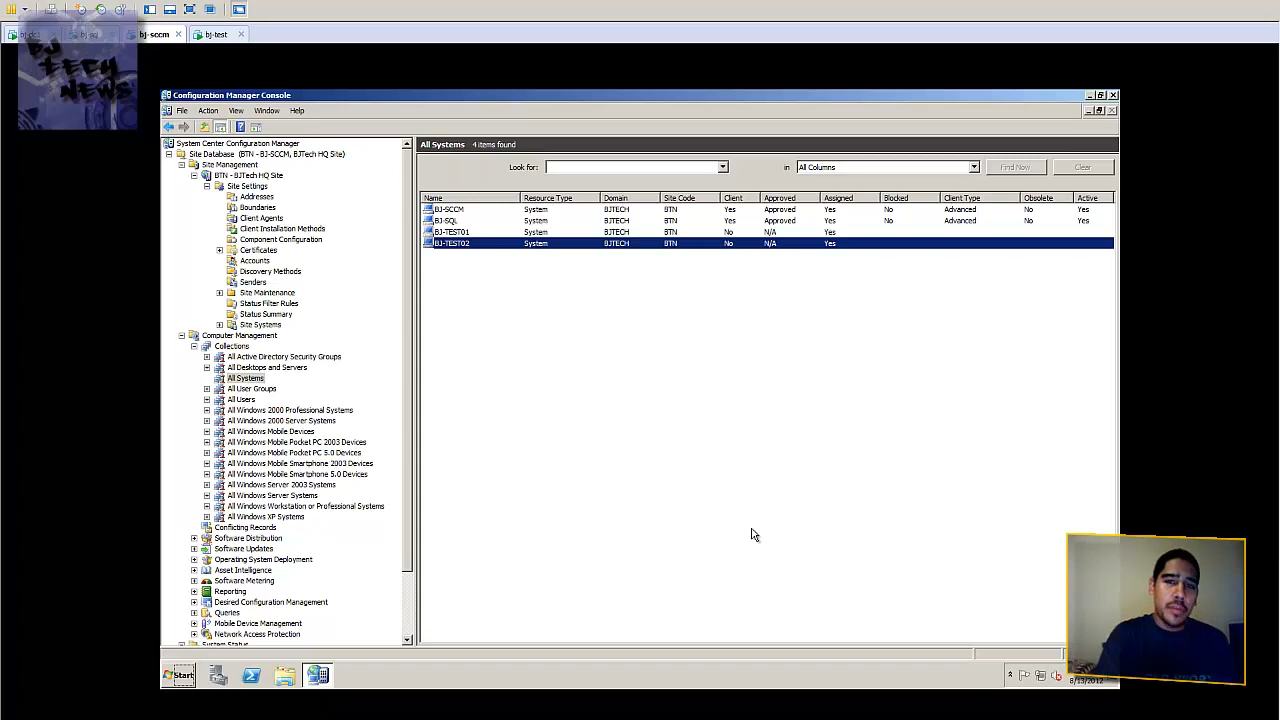 bj-sccm
bj-test
BJ
TECH
NEWS
Configuration Manager Console
File Action View Window Help
System Center Configuration Manager
Site Database (BTN - BJ-SCCM, BJTech HQ Site)
Site Management
BTN - BJTech HQ Site
Site Settings
Addresses
Boundaries
Client Agents
Client Installation Methods
Component Configuration
Certificates
Accounts
Discovery Methods
Senders
Site Maintenance
Status Filter Rules
Status Summary
Site Systems
Computer Management
Collections
All Active Directory Security Groups
All Desktops and Servers
All Systems
All User Groups
All Users
All Windows 2000 Professional Systems
All Windows 2000 Server Systems
All Windows Mobile Devices
All Windows Mobile Pocket PC 2003 Devices
All Windows Mobile Pocket PC 5.0 Devices
All Windows Mobile Smartphone 2003 Devices
All Windows Mobile Smartphone 5.0 Devices
All Windows Server 2003 Systems
All Windows Server Systems
All Windows Workstation or Professional Systems
All Windows XP Systems
Conflicting Records
Software Distribution
Software Updates
Operating System Deployment
Asset Intelligence
Software Metering
Reporting
Desired Configuration Management
Queries
Mobile Device Management
Network Access Protection
System Status
All Systems 4 items found
Look for: in All Columns Find Now Clear
Name Resource Type Domain Site Code Client Approved Assigned Blocked Client Type Obsolete Active
BJ-SCCM System BJTECH BTN Yes Approved Yes No Advanced No Yes
BJ-SQL System BJTECH BTN Yes Approved Yes No Advanced No Yes
BJ-TEST01 System BJTECH BTN No N/A Yes
BJ-TEST02 System BJTECH BTN No N/A Yes
Start
8/13/2012